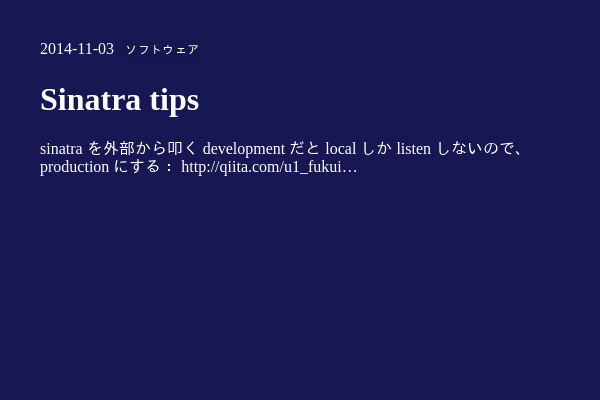 2014-11-03 ソフトウェア
Sinatra tips
sinatra を外部から叩く development だと local しか listen しないので、
production にする： http://qiita.com/u1_fukui…